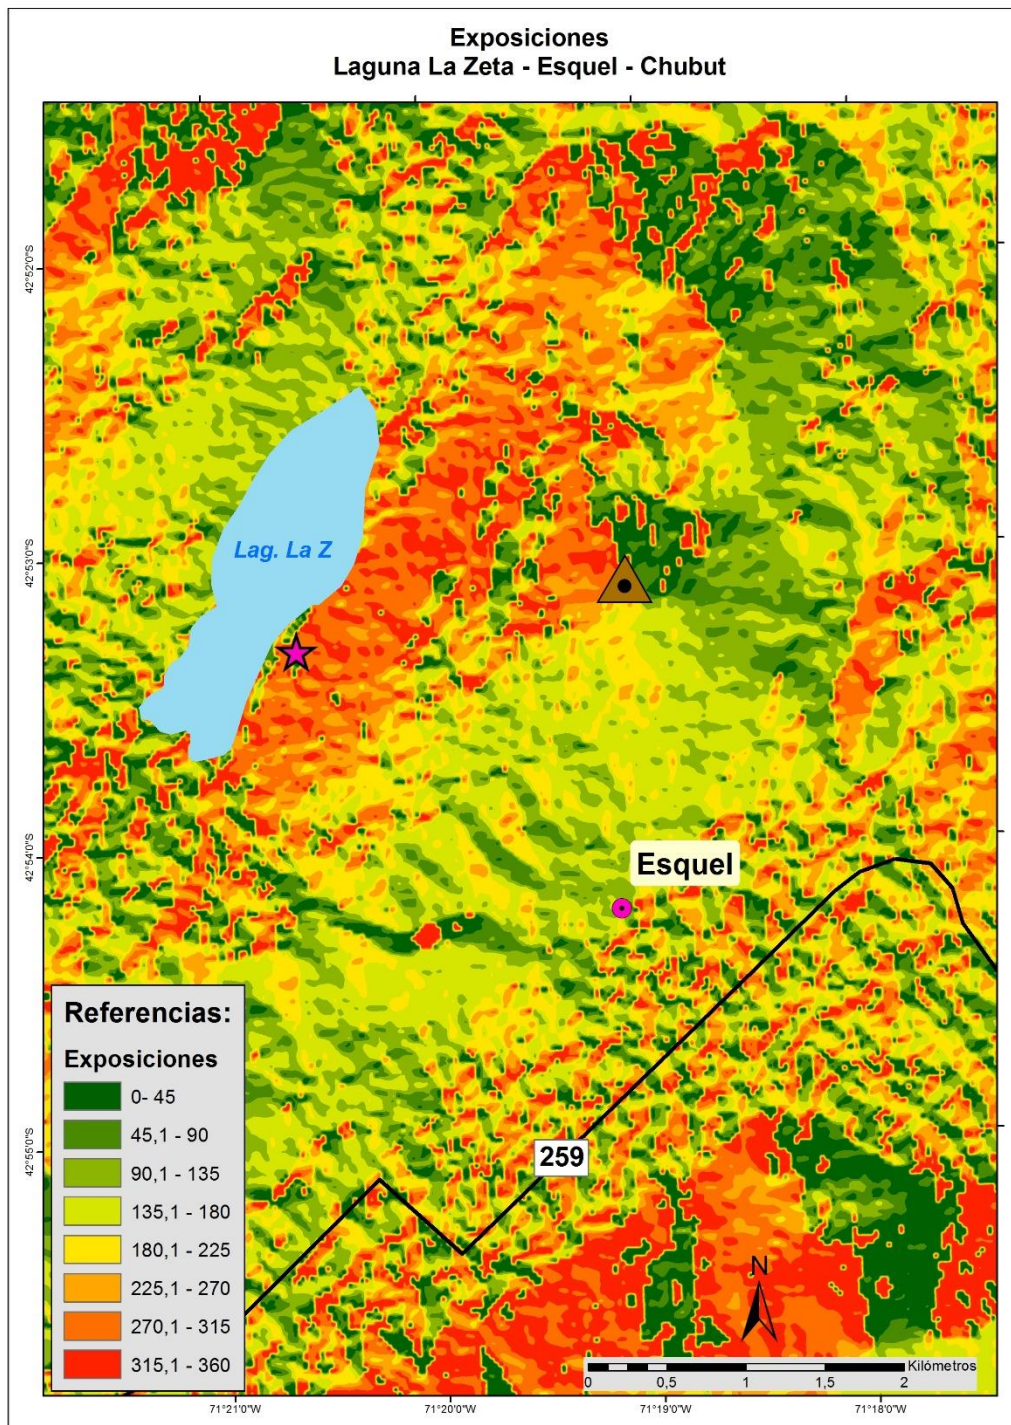 Exposiciones
Laguna La Zeta - Esquel - Chubut
42°52'0"S
Lag. La Z
42°53'0"S
42°54'0"S
Esquel
Referencias:
Exposiciones
0- 45
45,1 - 90
90,1 - 135
135,1 - 180
180,1 - 225
225,1 - 270
270,1 - 315
315,1 - 360
42°55'0"S
259
N
Kilómetros
0 0,5 1 1,5 2
71°21'0"W 71°20'0"W 71°19'0"W 71°18'0"W